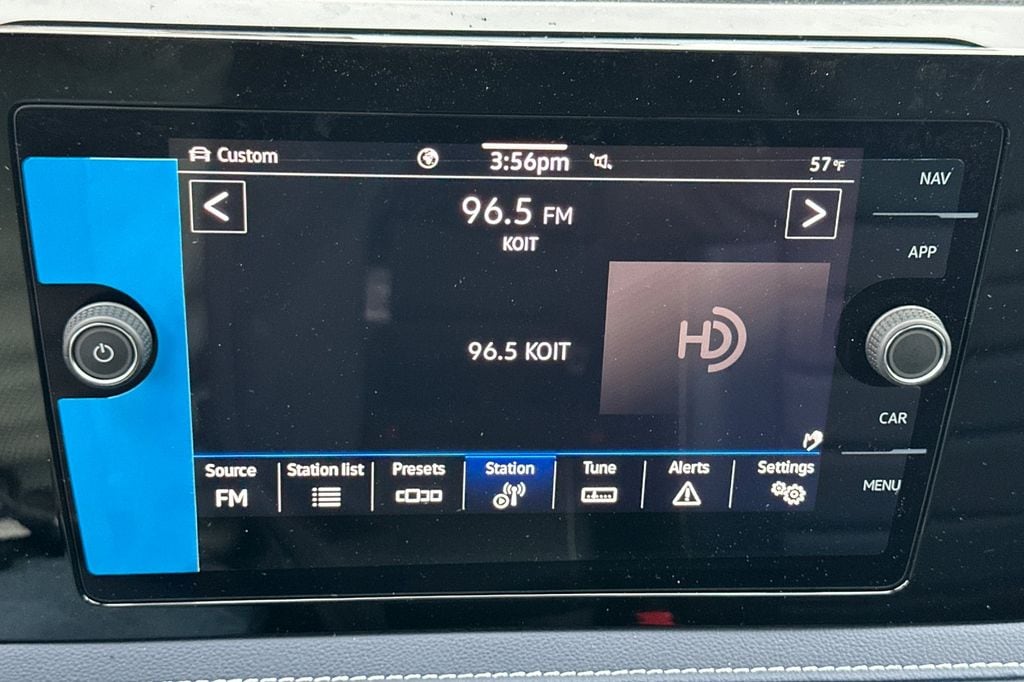 Custom 3:56pm 57°F
NAV
96.5 FM
KOIT
APP
HD
96.5 KOIT
CAR
Source Station list Presets Station Tune Alerts Settings
FM
MENU